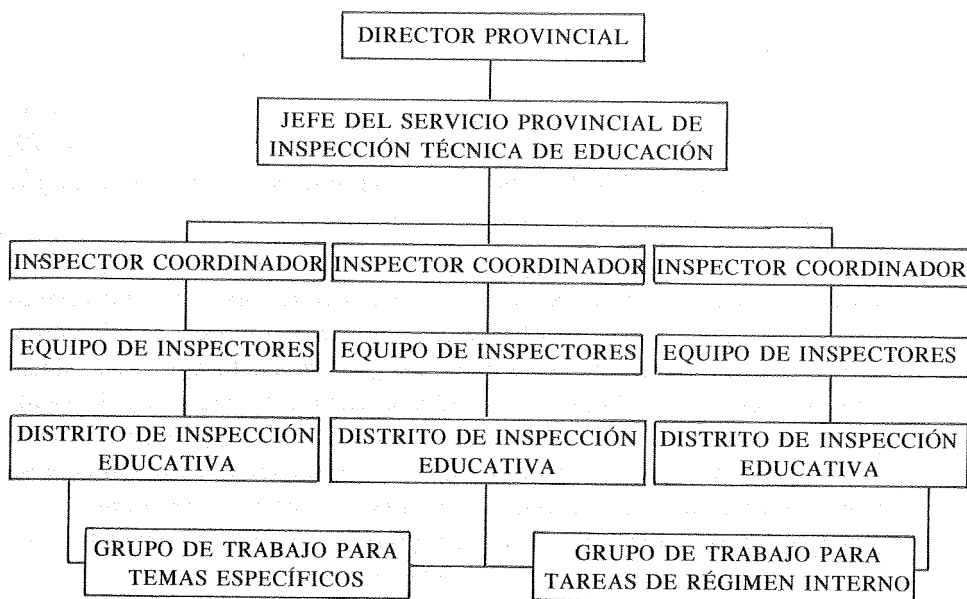 DIRECTOR PROVINCIAL
JEFE DEL SERVICIO PROVINCIAL DE
INSPECCIÓN TÉCNICA DE EDUCACIÓN
INSPECTOR COORDINADOR
INSPECTOR COORDINADOR
INSPECTOR COORDINADOR
EQUIPO DE INSPECTORES
EQUIPO DE INSPECTORES
EQUIPO DE INSPECTORES
DISTRITO DE INSPECCIÓN
EDUCATIVA
DISTRITO DE INSPECCIÓN
EDUCATIVA
DISTRITO DE INSPECCIÓN
EDUCATIVA
GRUPO DE TRABAJO PARA
TEMAS ESPECÍFICOS
GRUPO DE TRABAJO PARA
TAREAS DE RÉGIMEN INTERNO